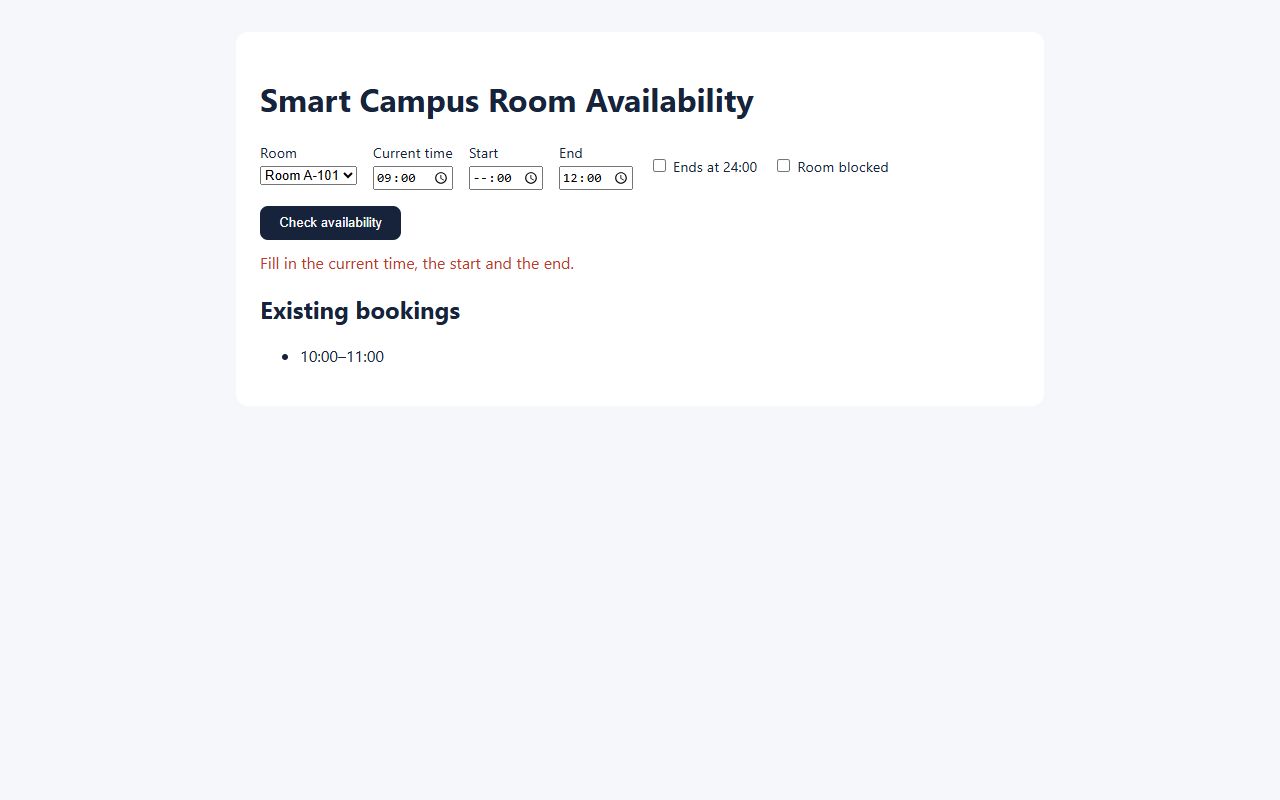 Smart Campus Room Availability
Room Current time Start End
Room A-101 09:00 --:00 12:00 Ends at 24:00 Room blocked
Check availability
Fill in the current time, the start and the end.
Existing bookings
10:00–11:00